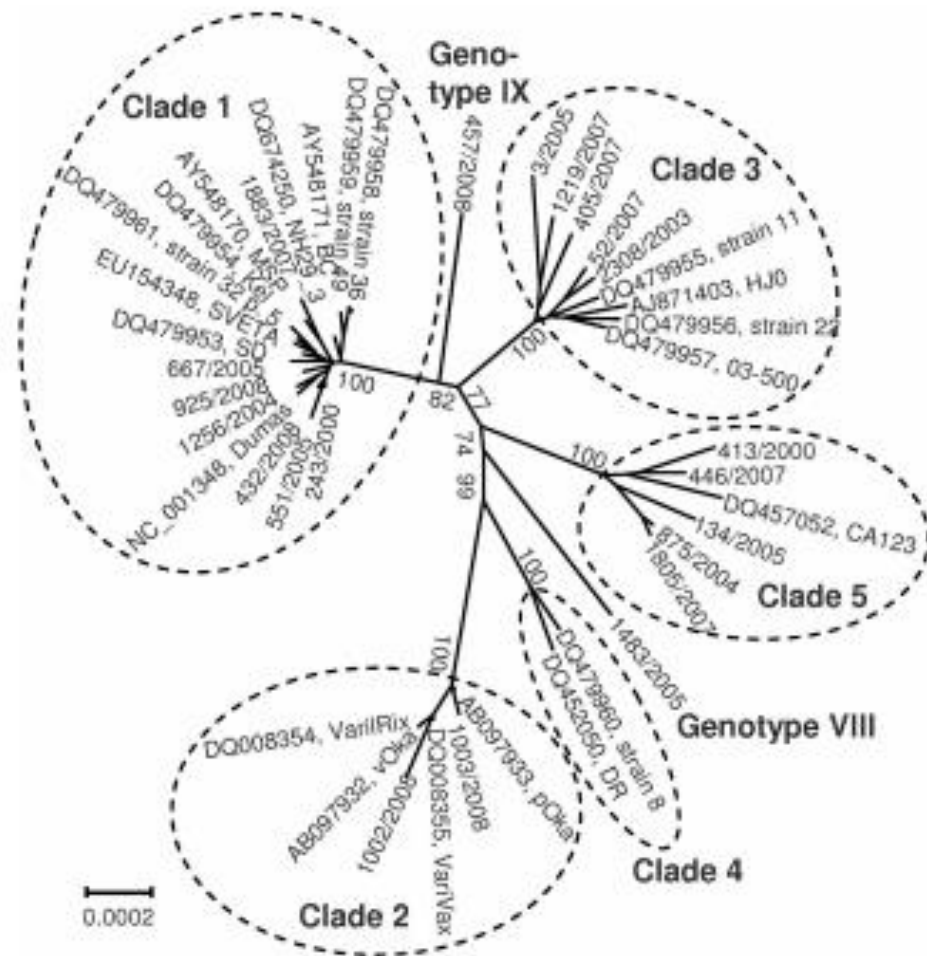 Clade 1
DQ479961, strain 32
DQ479954, Kel
AY548170, MSP
1883/2007
DQ674250, NH29_3
AY548171, BC
DQ479959, strain 49
DQ479958, strain 36
EU154348, SVETA
DQ479953, SD
667/2005
925/2008
1256/2004
NC_001348, Dumas
432/2008
551/2005
243/2000
100
Geno-
type IX
457/2008
82
77
74
99
Clade 3
3/2005
1219/2007
405/2007
52/2007
2308/2003
DQ479955, strain 11
AJ871403, HJ0
DQ479956, strain 22
DQ479957, 03-500
100
100
413/2000
446/2007
DQ457052, CA123
134/2005
875/2004
1805/2007
Clade 5
1483/2005
Genotype VIII
100
DQ479960, strain 8
DQ452050, DR
Clade 4
100
AB097933, pOka
1003/2008
DQ008355, VariVax
1002/2008
AB097932, vOka
DQ008354, VarilRix
Clade 2
0.0002